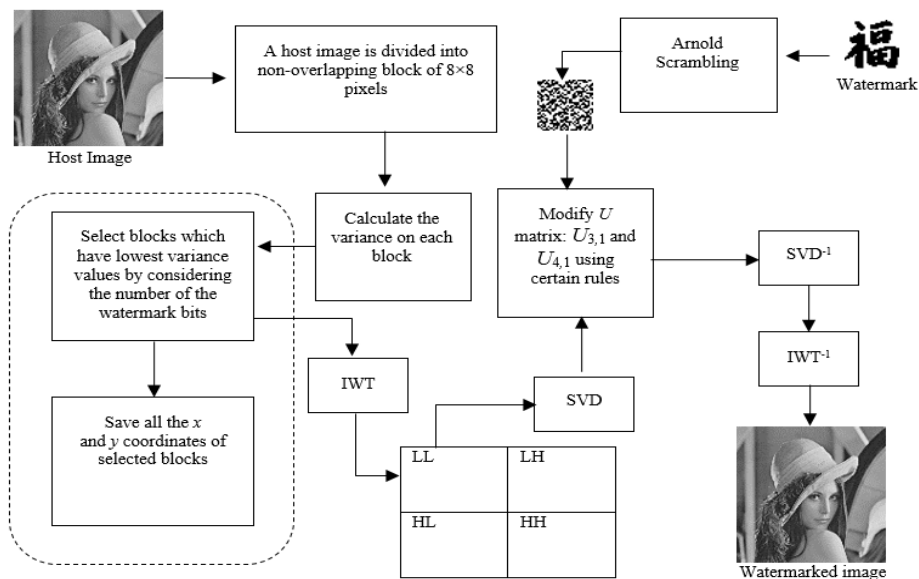 Host Image
A host image is divided into
non-overlapping block of 8×8
pixels
Arnold
Scrambling
福
Watermark
Calculate the
variance on each
block
Select blocks which
have lowest variance
values by considering
the number of the
watermark bits
Save all the x
and y coordinates of
selected blocks
IWT
LL
LH
HL
HH
SVD
Modify U
matrix: U3,1 and
U4,1 using
certain rules
SVD-1
IWT-1
Watermarked image